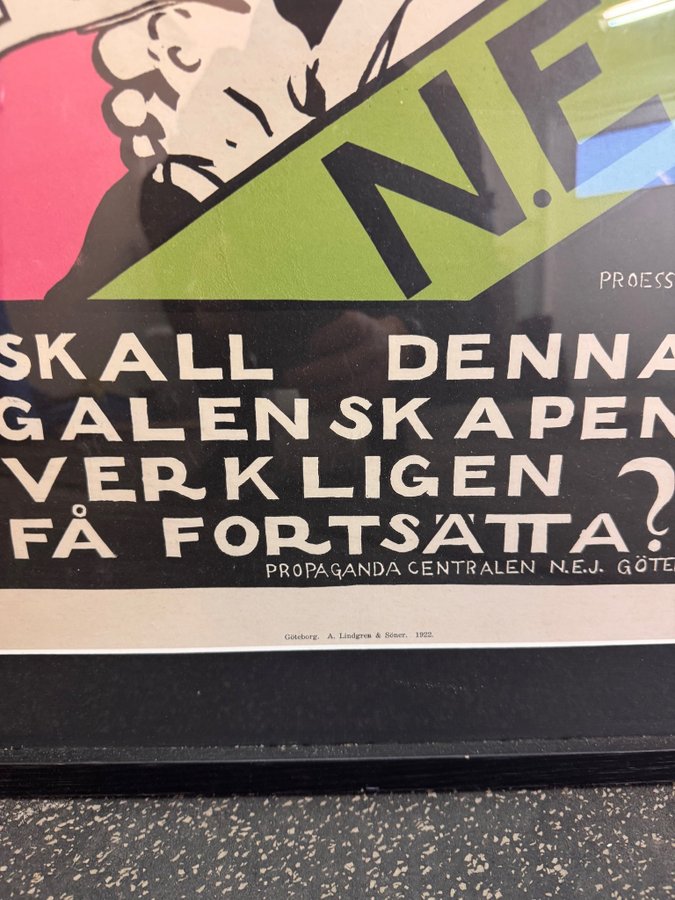 N.E
PROESS
SKALL DENNA
GALENSKAPEN
VERKLIGEN
FÅ FORTSÄTTA?
PROPAGANDA CENTRALEN N.E.J. GÖTE
Göteborg. A. Lindgren & Söner. 1922.